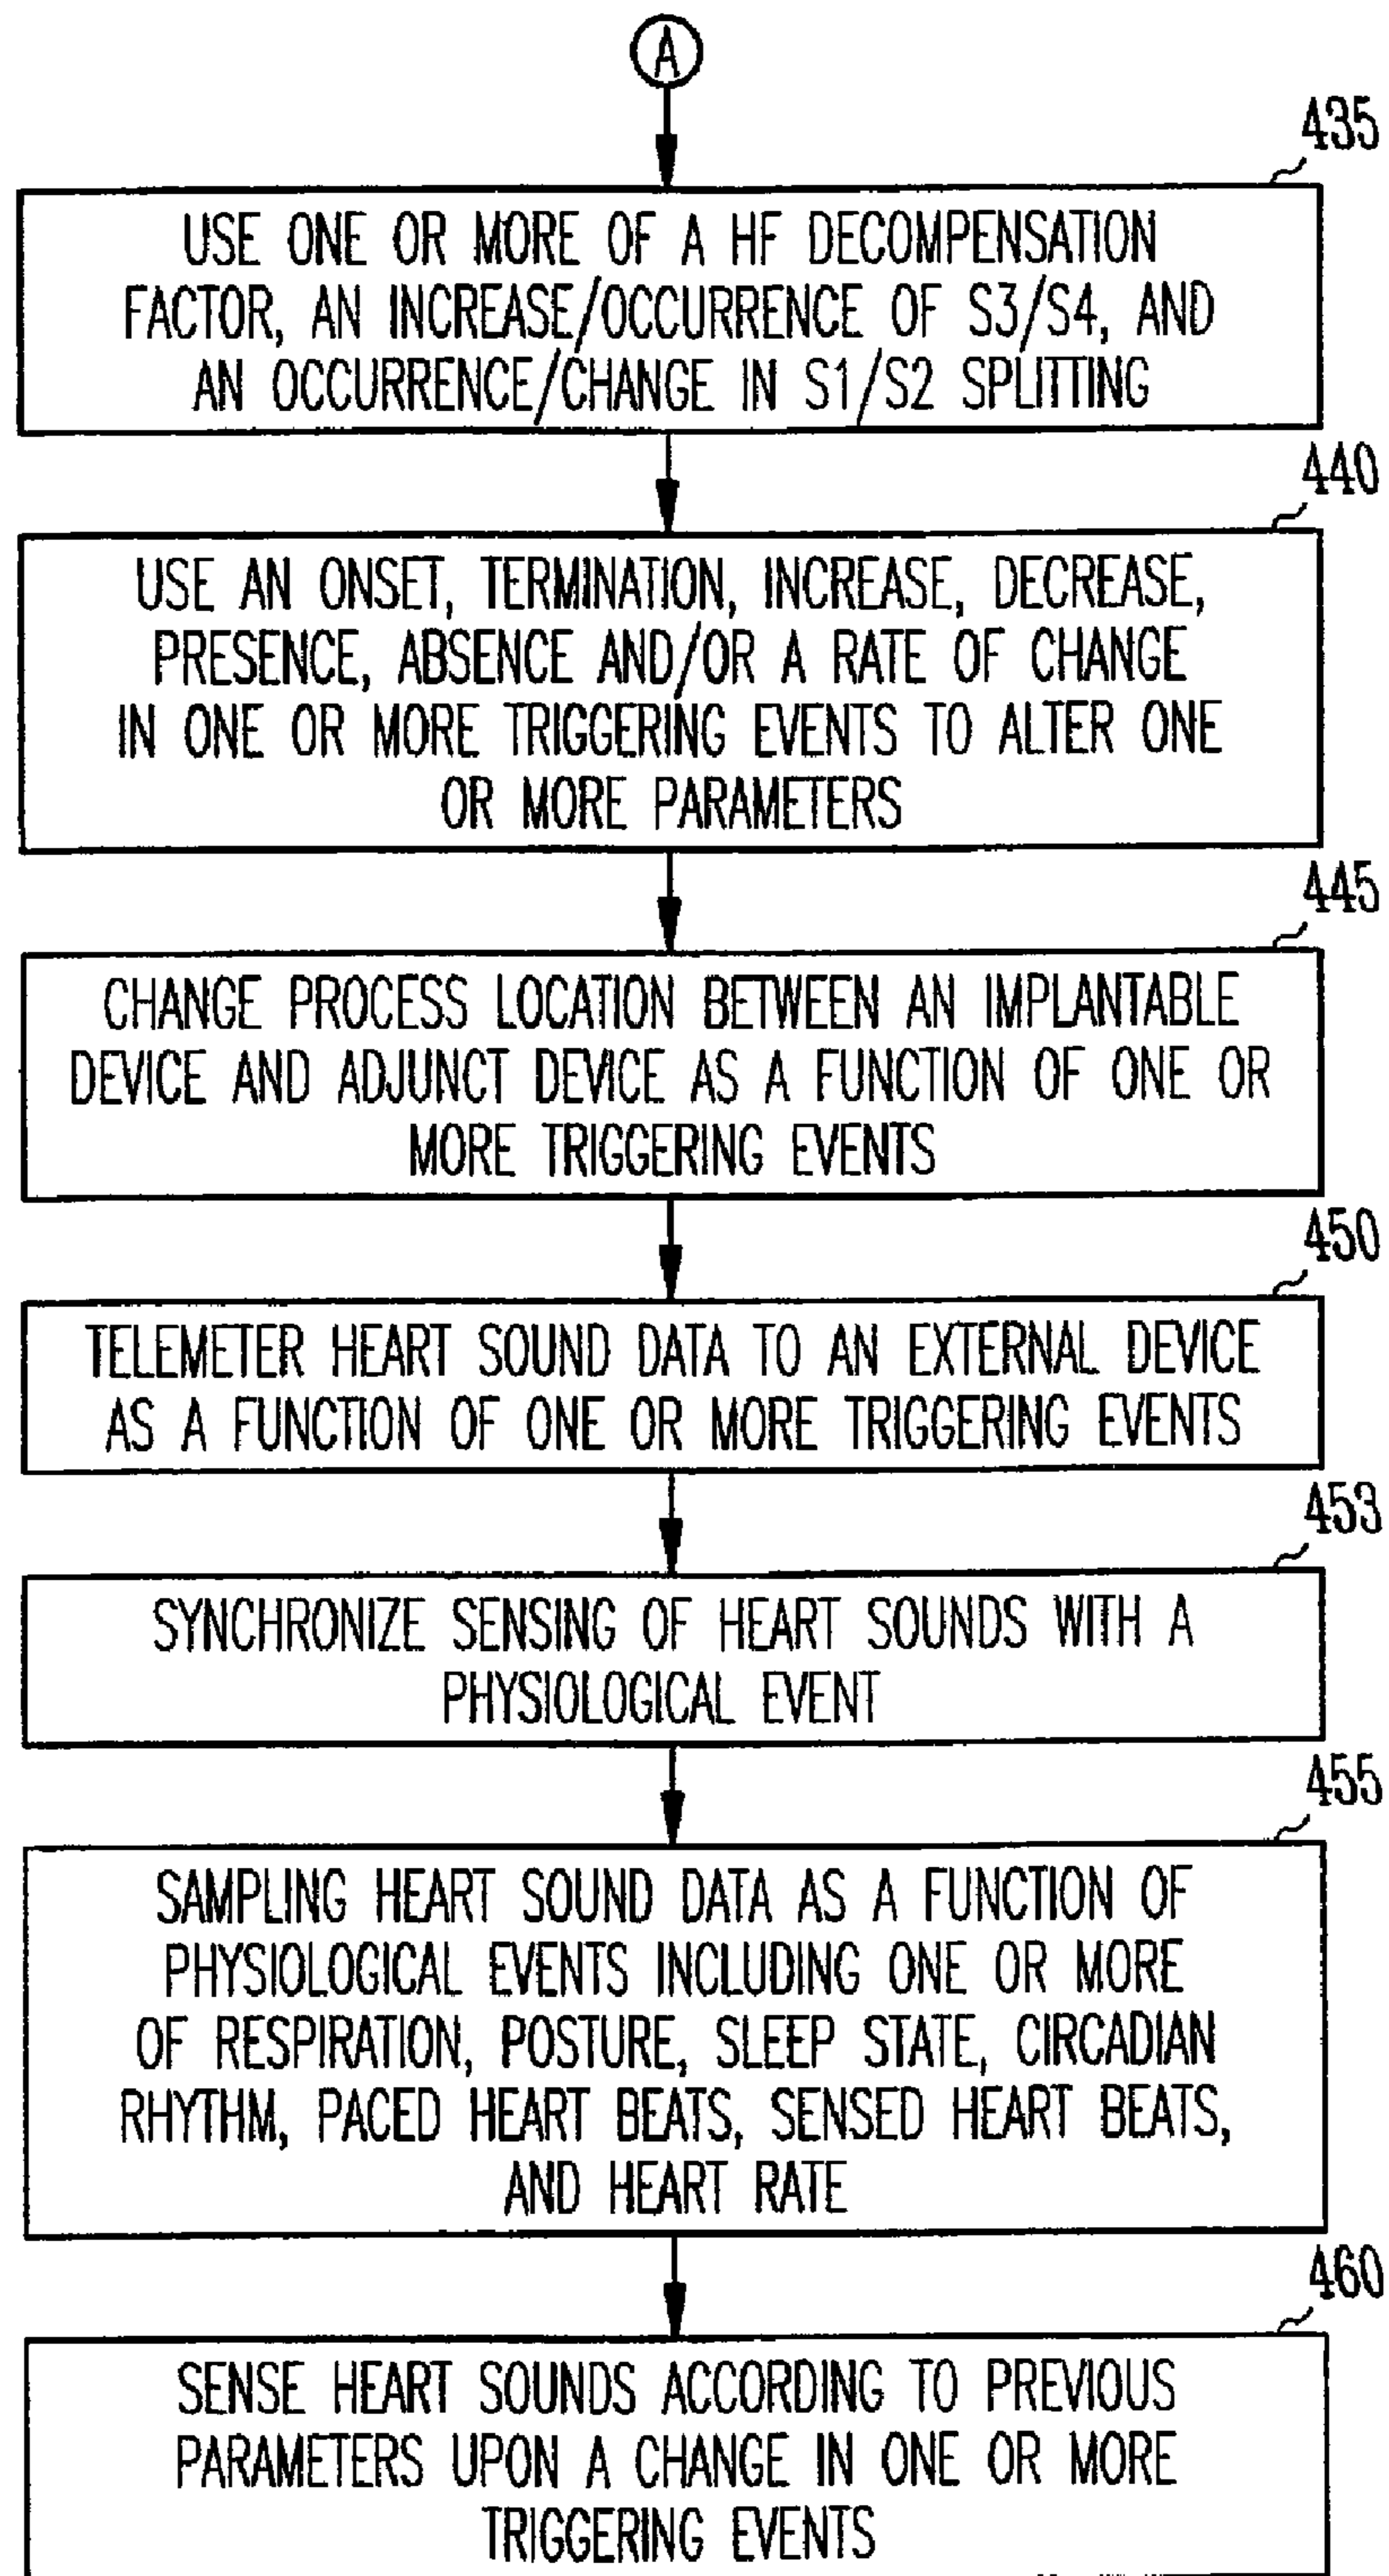 A
435
USE ONE OR MORE OF A HF DECOMPENSATION
FACTOR, AN INCREASE/OCCURRENCE OF S3/S4, AND
AN OCCURRENCE/CHANGE IN S1/S2 SPLITTING
440
USE AN ONSET, TERMINATION, INCREASE, DECREASE,
PRESENCE, ABSENCE AND/OR A RATE OF CHANGE
IN ONE OR MORE TRIGGERING EVENTS TO ALTER ONE
OR MORE PARAMETERS
445
CHANGE PROCESS LOCATION BETWEEN AN IMPLANTABLE
DEVICE AND ADJUNCT DEVICE AS A FUNCTION OF ONE OR
MORE TRIGGERING EVENTS
450
TELEMETER HEART SOUND DATA TO AN EXTERNAL DEVICE
AS A FUNCTION OF ONE OR MORE TRIGGERING EVENTS
453
SYNCHRONIZE SENSING OF HEART SOUNDS WITH A
PHYSIOLOGICAL EVENT
455
SAMPLING HEART SOUND DATA AS A FUNCTION OF
PHYSIOLOGICAL EVENTS INCLUDING ONE OR MORE
OF RESPIRATION, POSTURE, SLEEP STATE, CIRCADIAN
RHYTHM, PACED HEART BEATS, SENSED HEART BEATS,
AND HEART RATE
460
SENSE HEART SOUNDS ACCORDING TO PREVIOUS
PARAMETERS UPON A CHANGE IN ONE OR MORE
TRIGGERING EVENTS